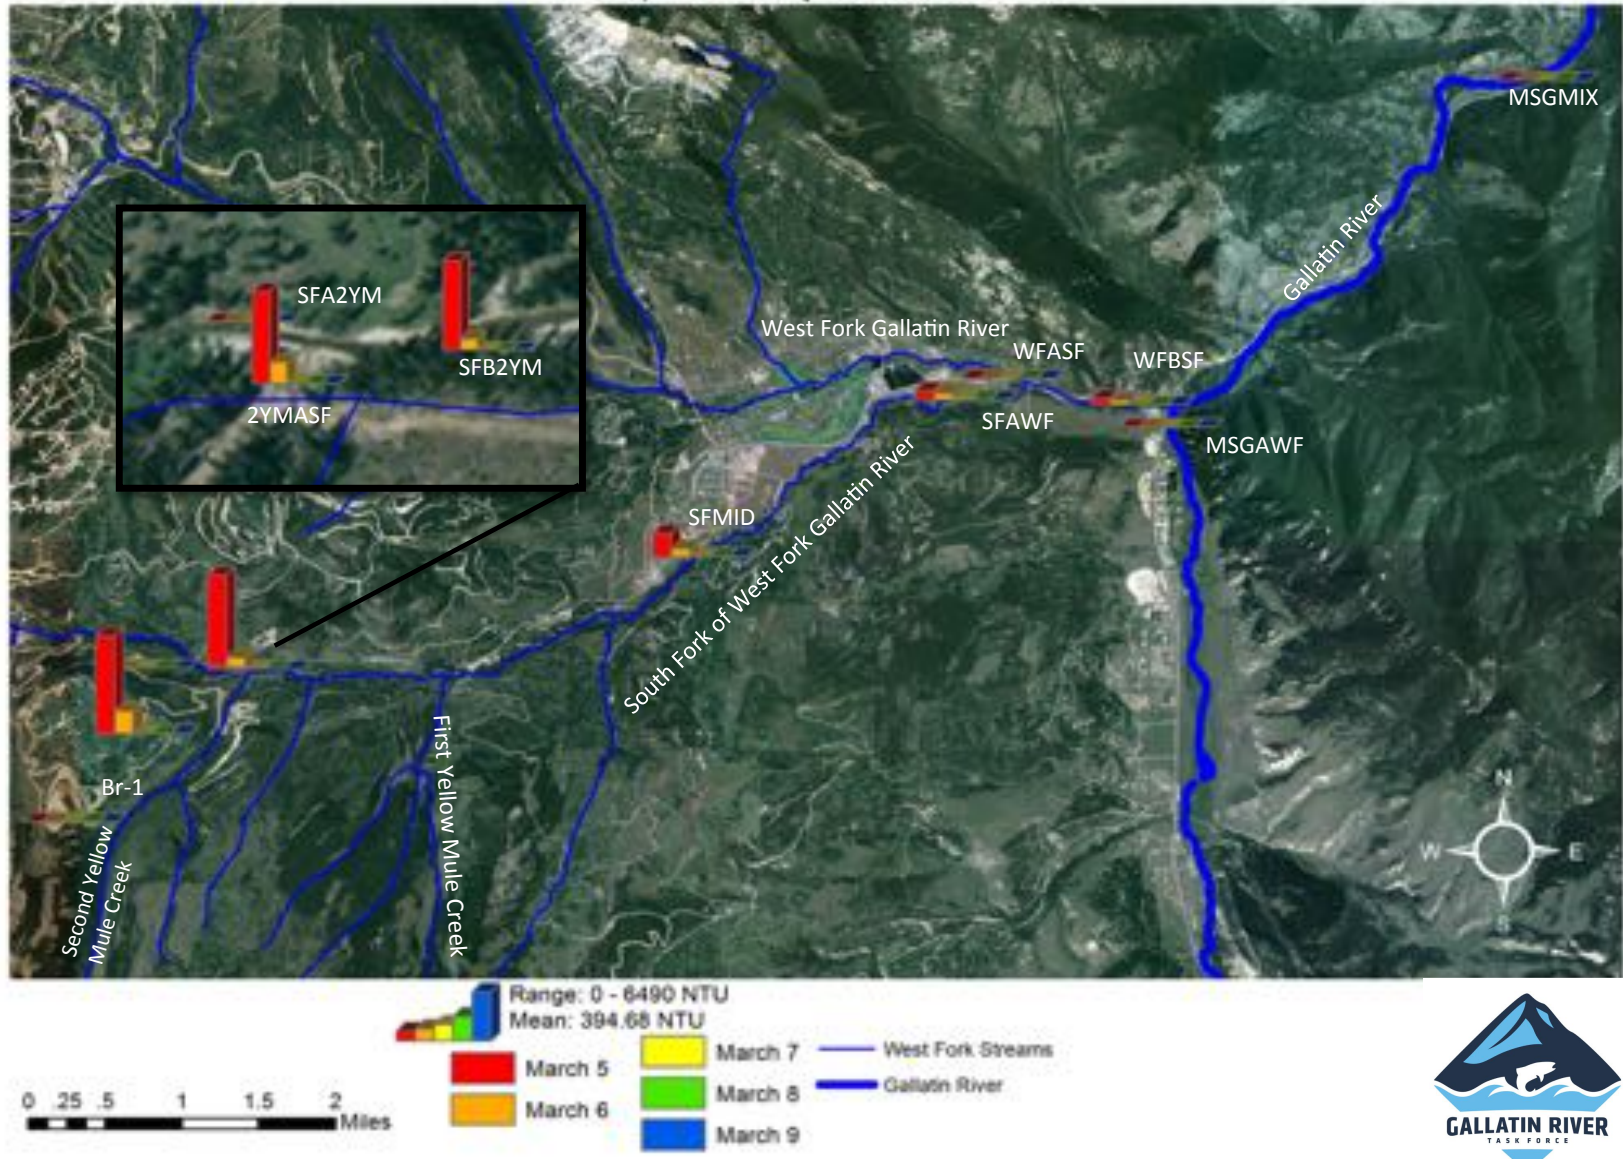 MSGMIX
Gallatin River
SFA2YM
SFB2YM
2YMASF
West Fork Gallatin River
WFASF
WFBSF
SFAWF
MSGAWF
SFMID
South Fork of West Fork Gallatin River
Br-1
First Yellow Mule Creek
Second Yellow
Mule Creek
N
W
E
S
Range: 0 - 6490 NTU
Mean: 394.68 NTU
March 5
March 6
March 7
March 8
March 9
West Fork Streams
Gallatin River
0 .25 .5 1 1.5 2
Miles
GALLATIN RIVER
TASK FORCE